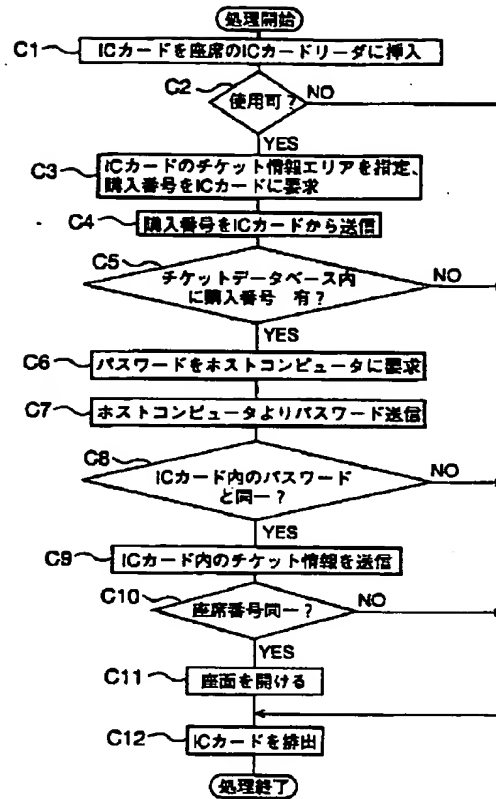 処理開始
C1
ICカードを座席のICカードリーダに挿入
C2
使用可?
NO
YES
C3
ICカードのチケット情報エリアを指定、
購入番号をICカードに要求
C4
購入番号をICカードから送信
C5
チケットデータベース内
に購入番号 有?
NO
YES
C6
パスワードをホストコンピュータに要求
C7
ホストコンピュータよりパスワード送信
C8
ICカード内のパスワード
と同一?
NO
YES
C9
ICカード内のチケット情報を送信
C10
座席番号同一?
NO
YES
C11
座面を開ける
C12
ICカードを排出
処理終了